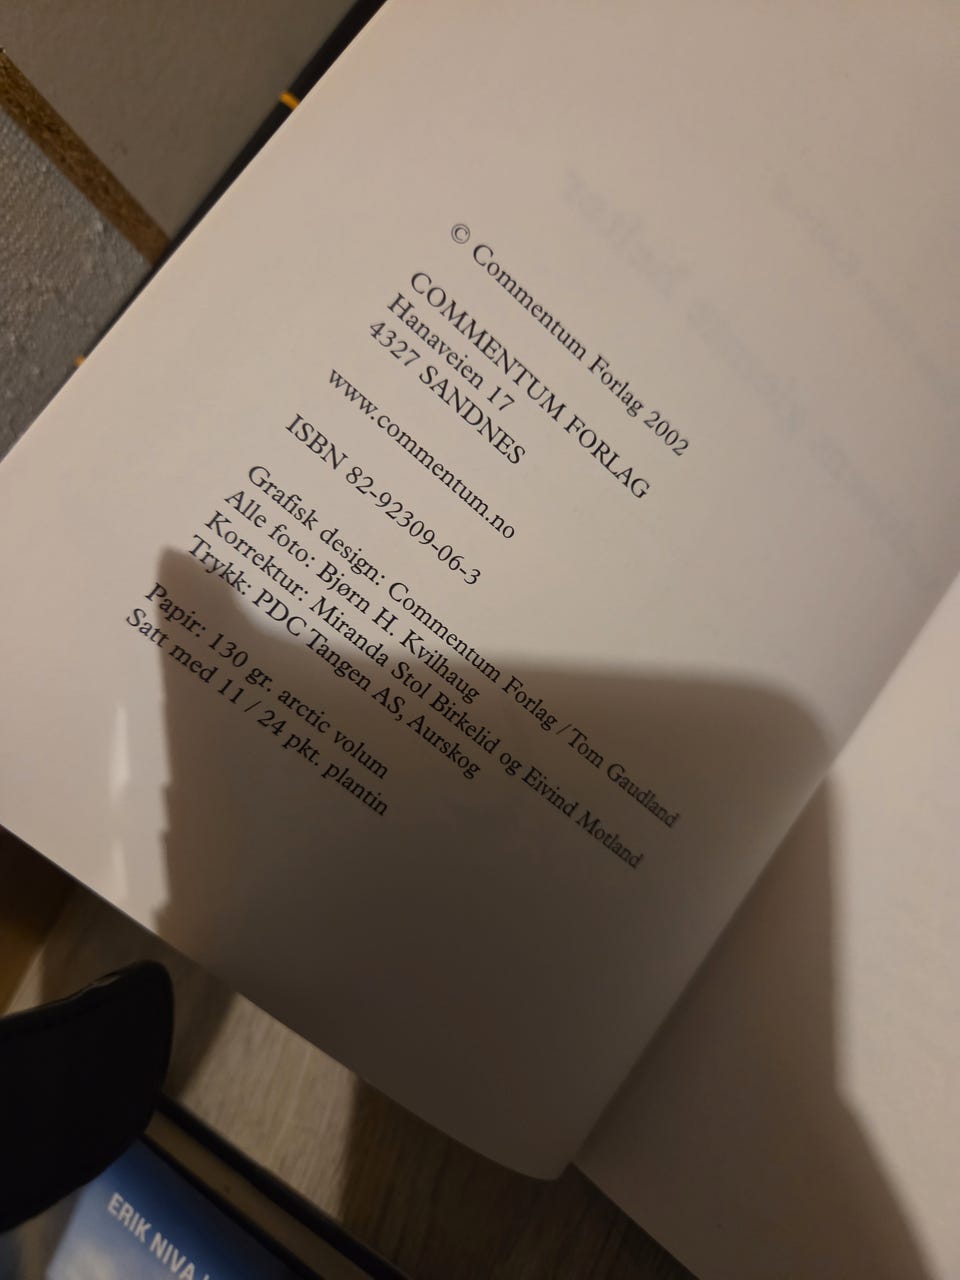 © Commentum Forlag 2002
COMMENTUM FORLAG
Hanaveien 17
4327 SANDNES
www.commentum.no
ISBN 82-92309-06-3
Grafisk design: Commentum Forlag / Tom Gaudland
Alle foto: Bjørn H. Kvilhaug
Korrektur: Miranda Stol Birkelid og Eivind Motland
Trykk: PDC Tangen AS, Aurskog
Papir: 130 gr. arctic volum
Satt med 11 / 24 pkt. plantin
ERIK NIVA